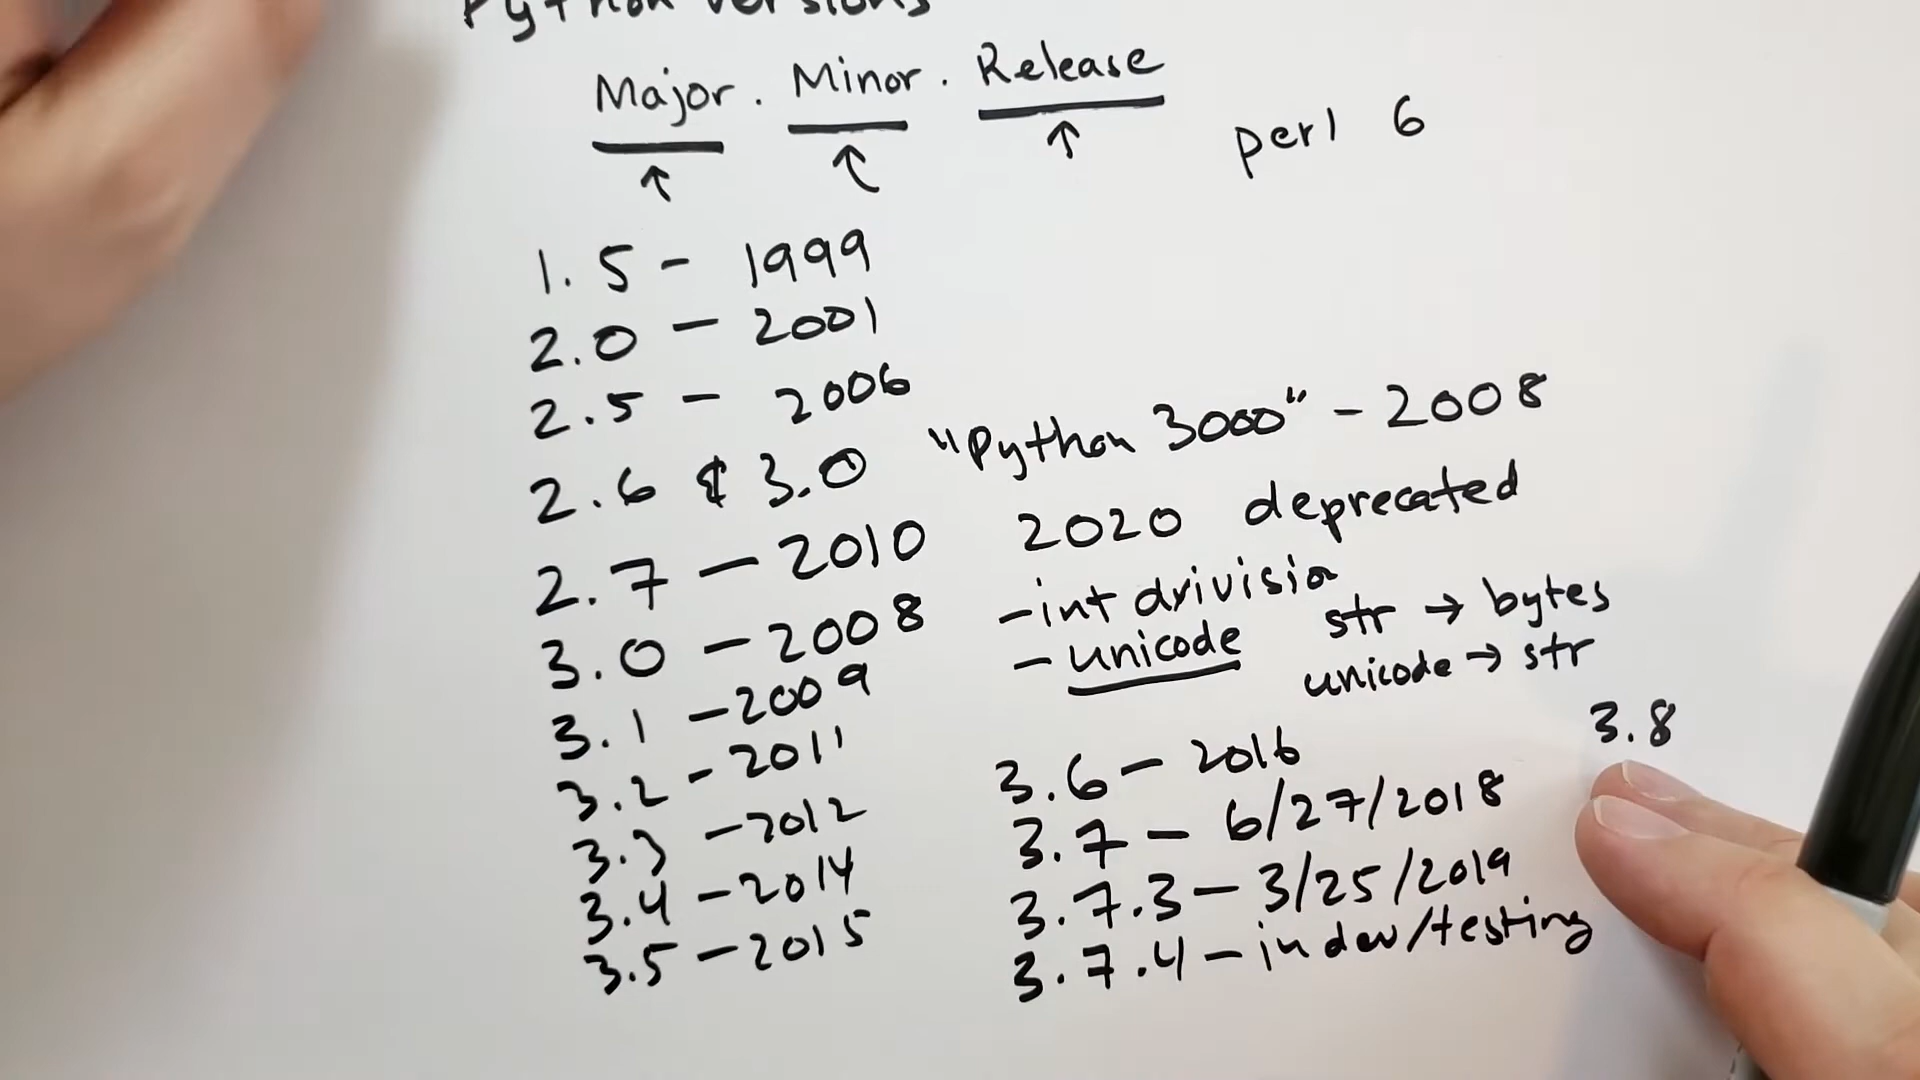 Python versions
Major . Minor . Release
perl 6
1.5 - 1999
2.0 - 2001
2.5 - 2006
2.6 & 3.0 "Python 3000" - 2008
2.7 - 2010 2020 deprecated
3.0 - 2008
3.1 - 2009
3.2 - 2011
3.3 - 2012
3.4 - 2014
3.5 - 2015
- int drivision
- unicode
str → bytes
unicode → str
3.6 - 2016
3.7 - 6/27/2018
3.7.3 - 3/25/2019
3.7.4 - in dev/testing
3.8